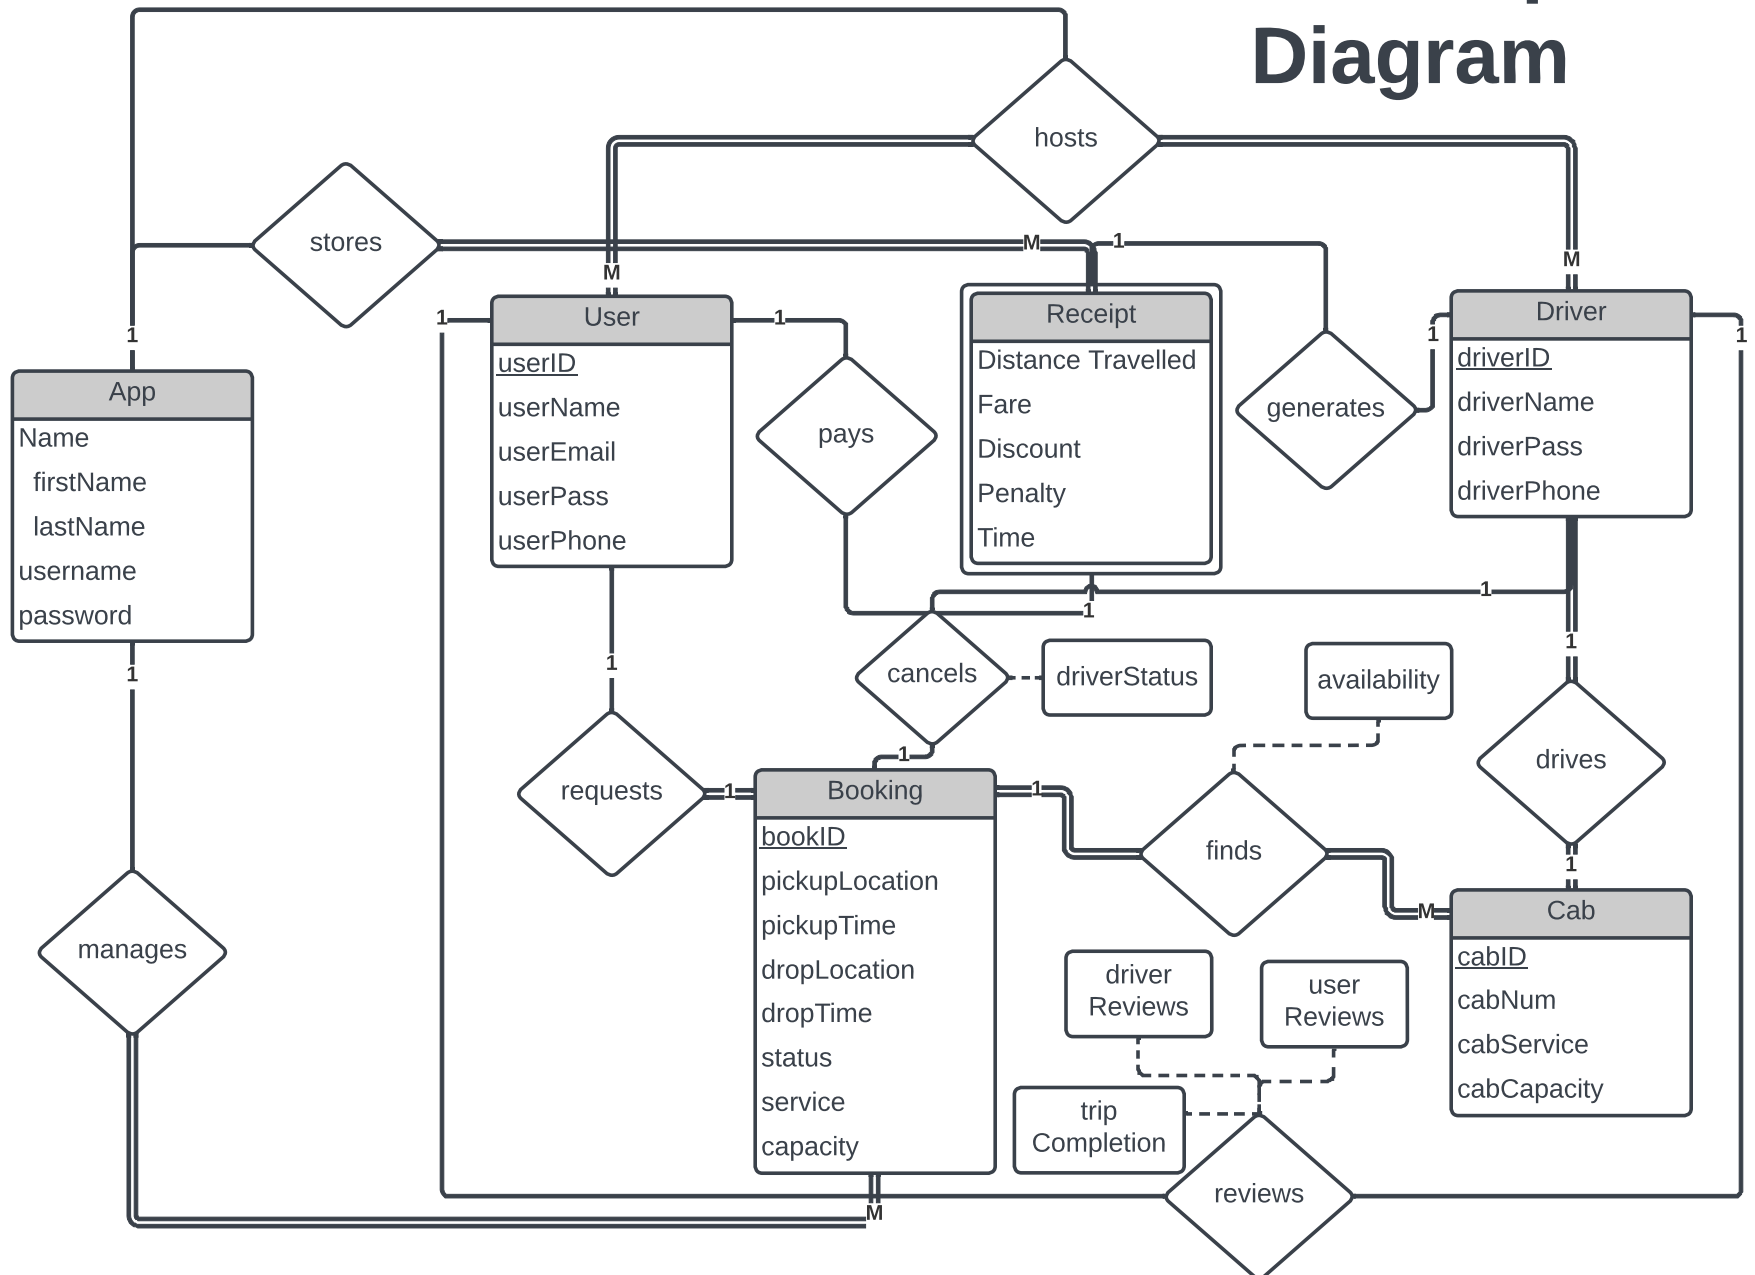 Diagram
hosts
stores
M
1
M
M
1
User
1
Receipt
Driver
1
1
1
App
Name
firstName
lastName
username
password
userID
userName
userEmail
userPass
userPhone
pays
Distance Travelled
Fare
Discount
Penalty
Time
generates
driverID
driverName
driverPass
driverPhone
1
1
1
1
1
cancels
driverStatus
availability
requests
1
1
Booking
1
finds
drives
1
bookID
pickupLocation
pickupTime
dropLocation
dropTime
status
service
capacity
manages
M
Cab
cabID
cabNum
cabService
cabCapacity
driver
Reviews
user
Reviews
trip
Completion
reviews
M